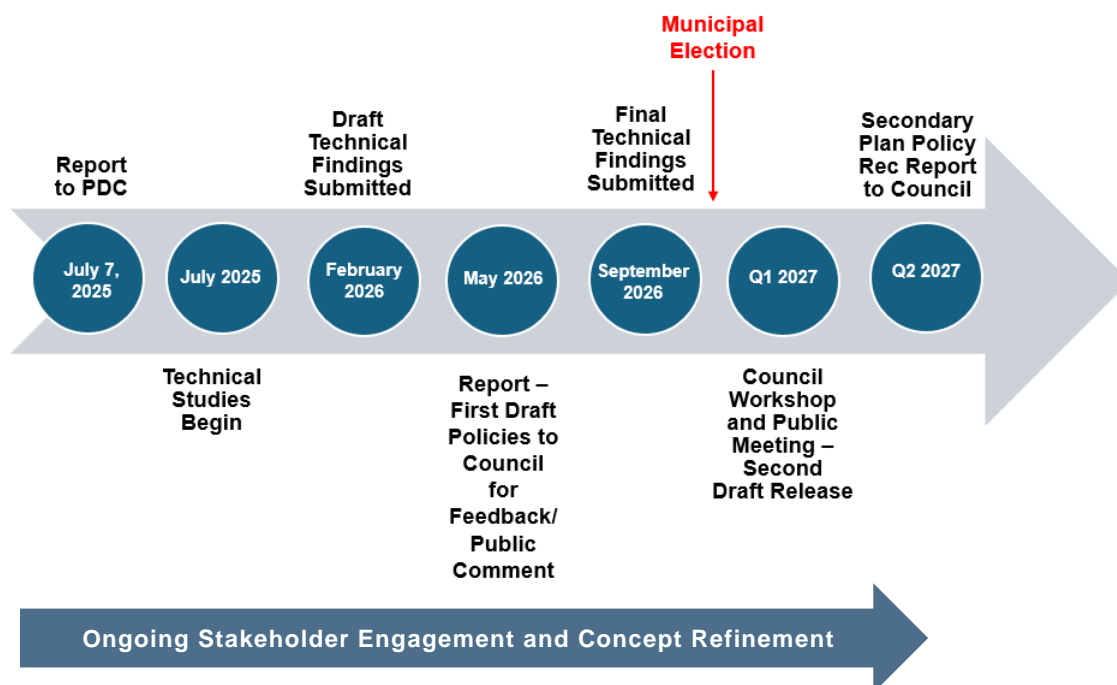 Municipal
Election
Report
to PDC
Draft
Technical
Findings
Submitted
Final
Technical
Findings
Submitted
Secondary
Plan Policy
Rec Report
to Council
July 7,
2025
July 2025
February
2026
May 2026
September
2026
Q1 2027
Q2 2027
Technical
Studies
Begin
Report –
First Draft
Policies to
Council
for
Feedback/
Public
Comment
Council
Workshop
and Public
Meeting –
Second
Draft Release
Ongoing Stakeholder Engagement and Concept Refinement